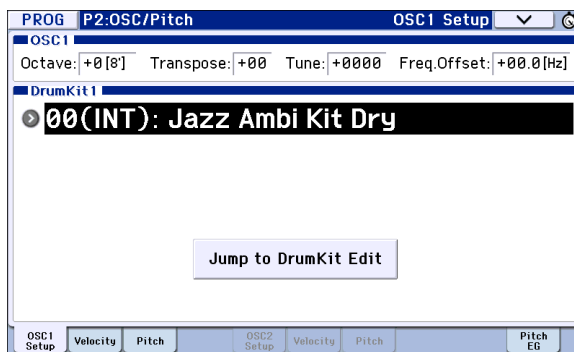 PROG P2:OSC/Pitch OSC1 Setup
OSC1
Octave: +0[8'] Transpose: +00 Tune: +0000 Freq.Offset: +00.0[Hz]
DrumKit1
00(INT): Jazz Ambi Kit Dry
Jump to DrumKit Edit
OSC1 Setup Velocity Pitch OSC2 Setup Velocity Pitch Pitch EG